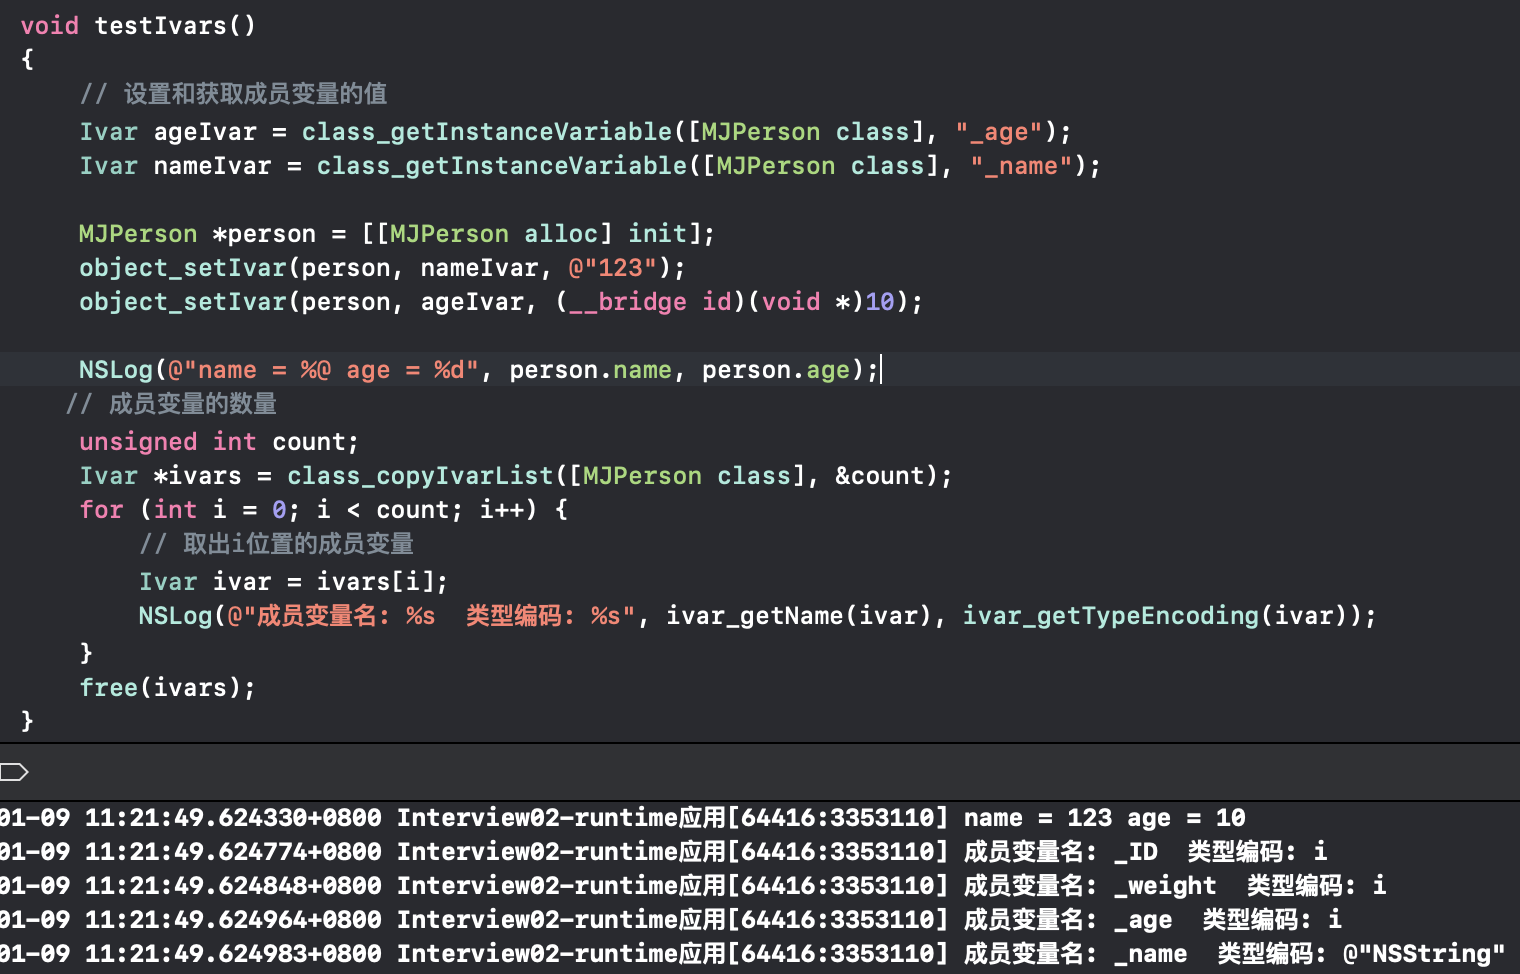 void testIvars()
{
    // 设置和获取成员变量的值
    Ivar ageIvar = class_getInstanceVariable([MJPerson class], "_age");
    Ivar nameIvar = class_getInstanceVariable([MJPerson class], "_name");

    MJPerson *person = [[MJPerson alloc] init];
    object_setIvar(person, nameIvar, @"123");
    object_setIvar(person, ageIvar, (__bridge id)(void *)10);

    NSLog(@"name = %@ age = %d", person.name, person.age);
   // 成员变量的数量
    unsigned int count;
    Ivar *ivars = class_copyIvarList([MJPerson class], &count);
    for (int i = 0; i < count; i++) {
        // 取出i位置的成员变量
        Ivar ivar = ivars[i];
        NSLog(@"成员变量名: %s  类型编码: %s", ivar_getName(ivar), ivar_getTypeEncoding(ivar));
    }
    free(ivars);
}
01-09 11:21:49.624330+0800 Interview02-runtime应用[64416:3353110] name = 123 age = 10
01-09 11:21:49.624774+0800 Interview02-runtime应用[64416:3353110] 成员变量名: _ID  类型编码: i
01-09 11:21:49.624848+0800 Interview02-runtime应用[64416:3353110] 成员变量名: _weight  类型编码: i
01-09 11:21:49.624964+0800 Interview02-runtime应用[64416:3353110] 成员变量名: _age  类型编码: i
01-09 11:21:49.624983+0800 Interview02-runtime应用[64416:3353110] 成员变量名: _name  类型编码: @"NSString"